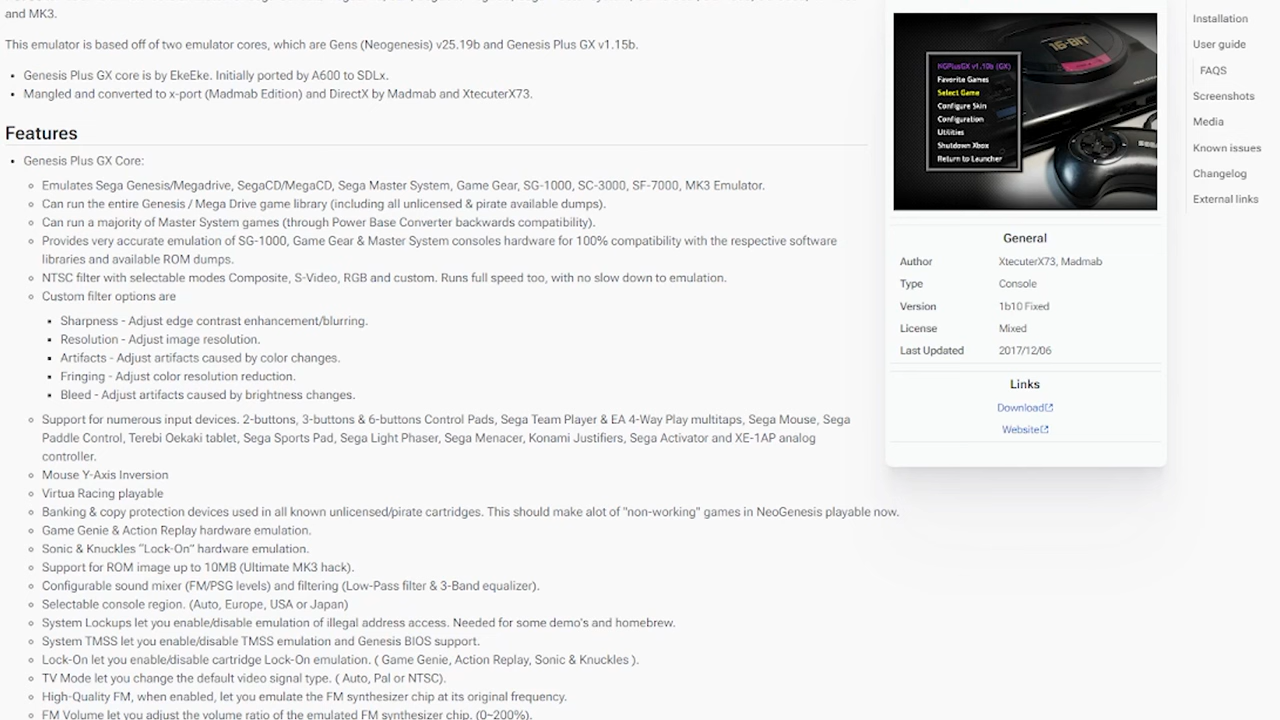 and MK3.
This emulator is based off of two emulator cores, which are Gens (Neogenesis) v25.19b and Genesis Plus GX v1.15b.
Genesis Plus GX core is by EkeEke. Initially ported by A600 to SDLx.
Mangled and converted to x-port (Madmab Edition) and DirectX by Madmab and XtecuterX73.
Features
Genesis Plus GX Core:
Emulates Sega Genesis/Megadrive, SegaCD/MegaCD, Sega Master System, Game Gear, SG-1000, SC-3000, SF-7000, MK3 Emulator.
Can run the entire Genesis / Mega Drive game library (including all unlicensed & pirate available dumps).
Can run a majority of Master System games (through Power Base Converter backwards compatibility).
Provides very accurate emulation of SG-1000, Game Gear & Master System consoles hardware for 100% compatibility with the respective software
libraries and available ROM dumps.
NTSC filter with selectable modes Composite, S-Video, RGB and custom. Runs full speed too, with no slow down to emulation.
Custom filter options are
Sharpness - Adjust edge contrast enhancement/blurring.
Resolution - Adjust image resolution.
Artifacts - Adjust artifacts caused by color changes.
Fringing - Adjust color resolution reduction.
Bleed - Adjust artifacts caused by brightness changes.
Support for numerous input devices. 2-buttons, 3-buttons & 6-buttons Control Pads, Sega Team Player & EA 4-Way Play multitaps, Sega Mouse, Sega
Paddle Control, Terebi Oekaki tablet, Sega Sports Pad, Sega Light Phaser, Sega Menacer, Konami Justifiers, Sega Activator and XE-1AP analog
controller.
Mouse Y-Axis Inversion
Virtua Racing playable
Banking & copy protection devices used in all known unlicensed/pirate cartridges. This should make alot of "non-working" games in NeoGenesis playable now.
Game Genie & Action Replay hardware emulation.
Sonic & Knuckles "Lock-On" hardware emulation.
Support for ROM image up to 10MB (Ultimate MK3 hack).
Configurable sound mixer (FM/PSG levels) and filtering (Low-Pass filter & 3-Band equalizer).
Selectable console region. (Auto, Europe, USA or Japan)
System Lockups let you enable/disable emulation of illegal address access. Needed for some demo's and homebrew.
System TMSS let you enable/disable TMSS emulation and Genesis BIOS support.
Lock-On let you enable/disable cartridge Lock-On emulation. ( Game Genie, Action Replay, Sonic & Knuckles ).
TV Mode let you change the default video signal type. ( Auto, Pal or NTSC).
High-Quality FM, when enabled, let you emulate the FM synthesizer chip at its original frequency.
FM Volume let you adjust the volume ratio of the emulated FM synthesizer chip. (0~200%).
16-BIT
NGPlusGX v1.10b (GX)
Favorite Games
Select Game
Configure Skin
Configuration
Utilities
Shutdown Xbox
Return to Launcher
General
Author XtecuterX73, Madmab
Type Console
Version 1b10 Fixed
License Mixed
Last Updated 2017/12/06
Links
Download
Website
Installation
User guide
FAQS
Screenshots
Media
Known issues
Changelog
External links